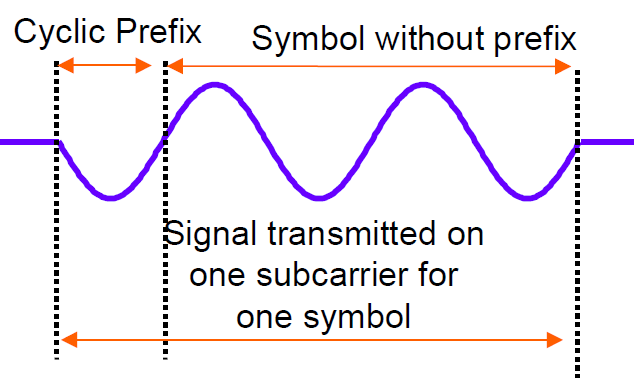 Cyclic Prefix
Symbol without prefix
Signal transmitted on
one subcarrier for
one symbol